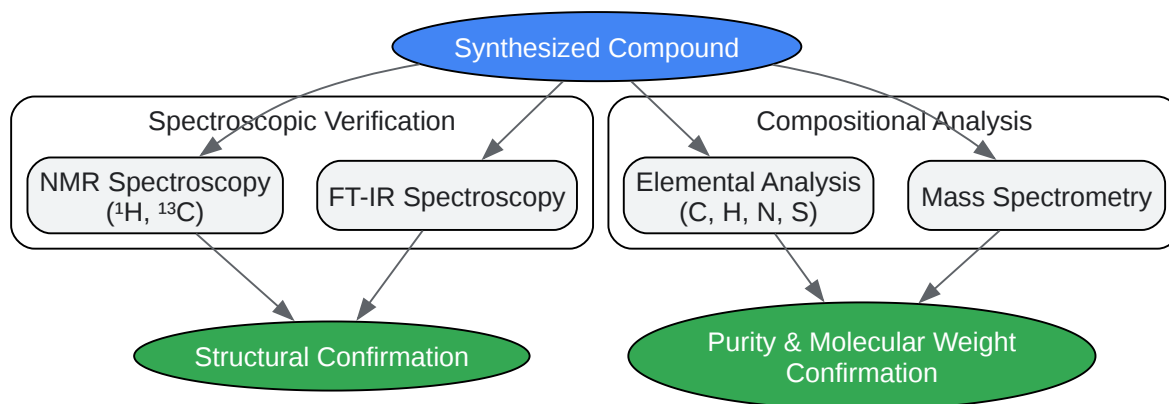 Synthesized Compound
Spectroscopic Verification
Compositional Analysis
NMR Spectroscopy
(¹H, ¹³C)
FT-IR Spectroscopy
Elemental Analysis
(C, H, N, S)
Mass Spectrometry
Structural Confirmation
Purity & Molecular Weight
Confirmation